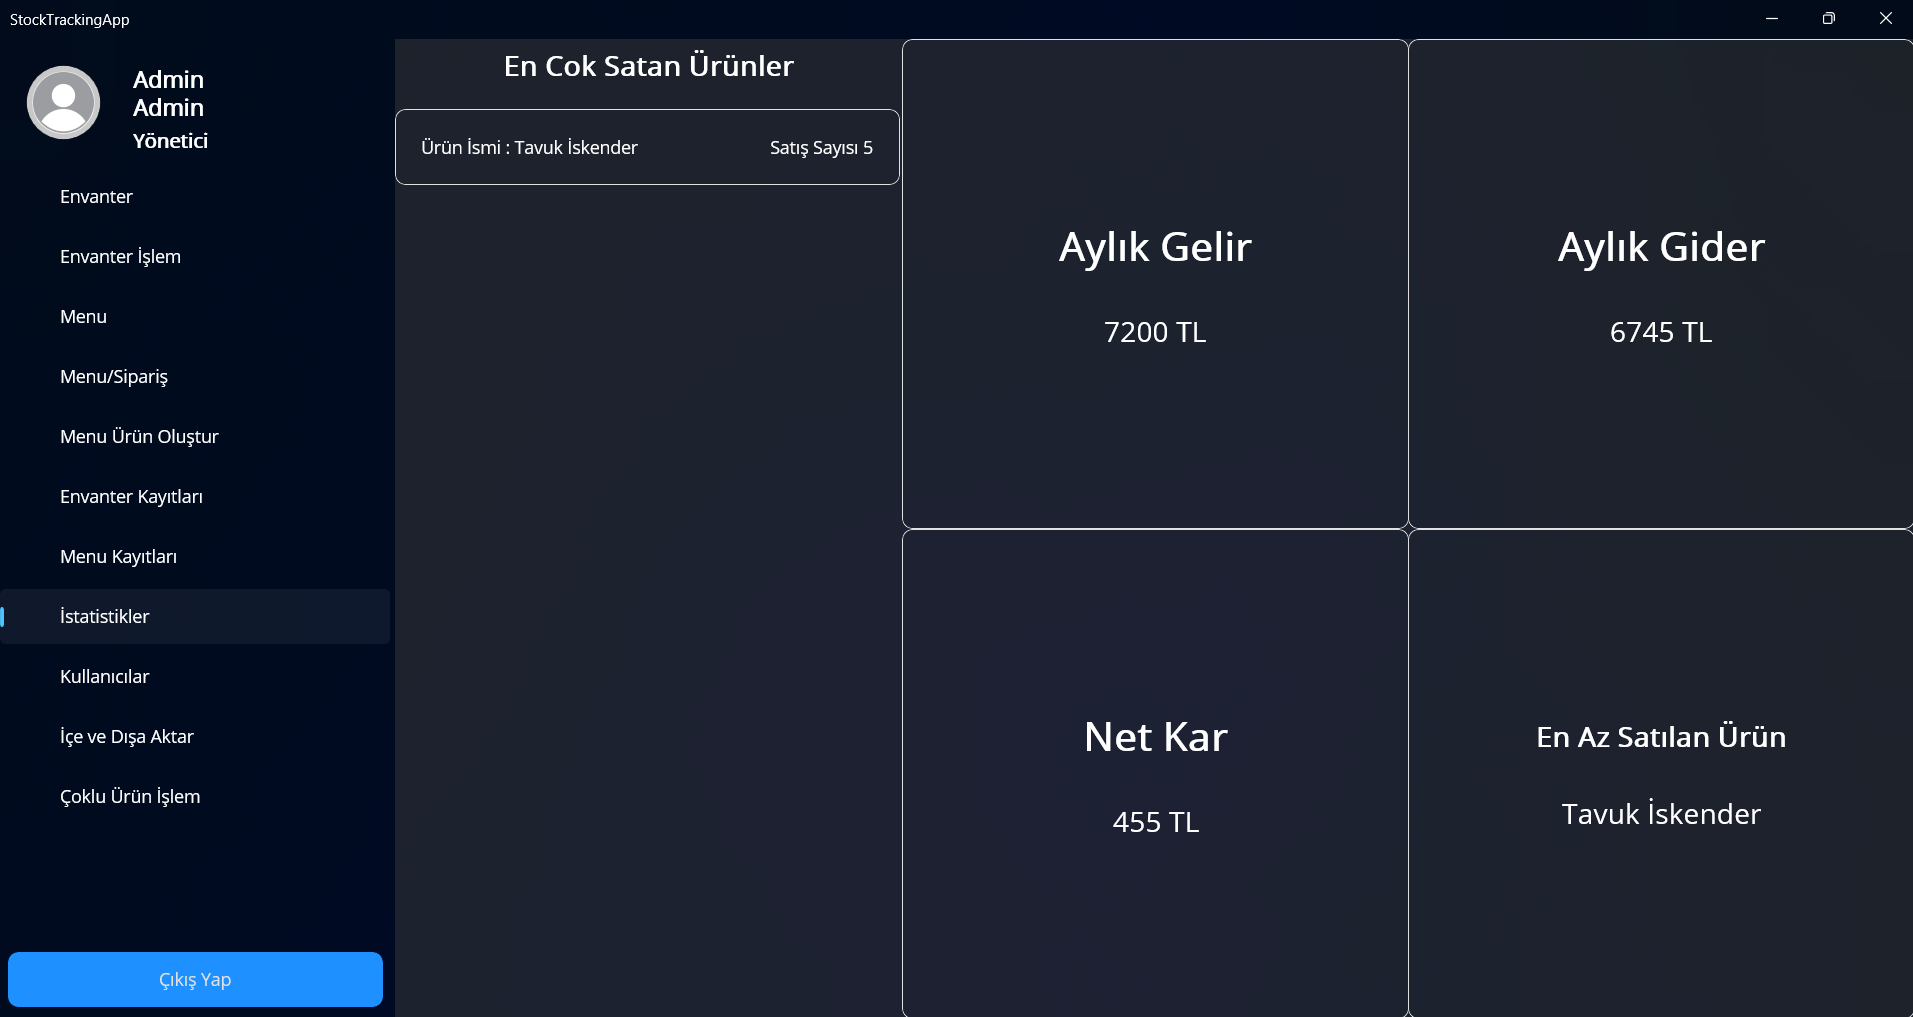 StockTrackingApp
Admin
Admin
Yönetici
Envanter
Envanter İşlem
Menu
Menu/Sipariş
Menu Ürün Oluştur
Envanter Kayıtları
Menu Kayıtları
İstatistikler
Kullanıcılar
İçe ve Dışa Aktar
Çoklu Ürün İşlem
Çıkış Yap
En Cok Satan Ürünler
Ürün İsmi : Tavuk İskender Satış Sayısı 5
Aylık Gelir
7200 TL
Aylık Gider
6745 TL
Net Kar
455 TL
En Az Satılan Ürün
Tavuk İskender